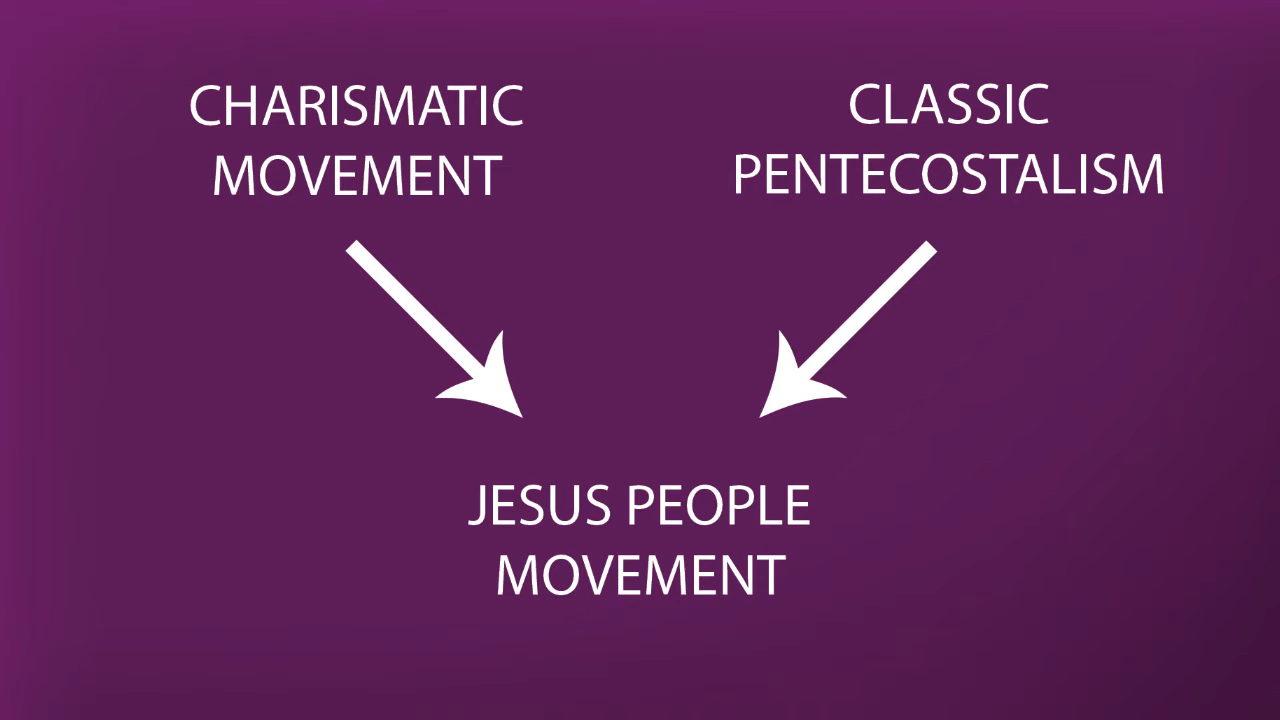 CHARISMATIC
MOVEMENT
CLASSIC
PENTECOSTALISM
JESUS PEOPLE
MOVEMENT